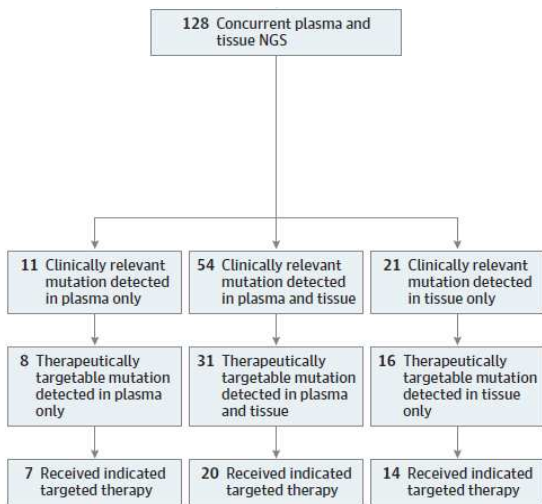 128 Concurrent plasma and
tissue NGS
11 Clinically relevant
mutation detected
in plasma only
54 Clinically relevant
mutation detected
in plasma and tissue
21 Clinically relevant
mutation detected
in tissue only
8 Therapeutically
targetable mutation
detected in plasma
only
31 Therapeutically
targetable mutation
detected in plasma
and tissue
16 Therapeutically
targetable mutation
detected in tissue
only
7 Received indicated
targeted therapy
20 Received indicated
targeted therapy
14 Received indicated
targeted therapy